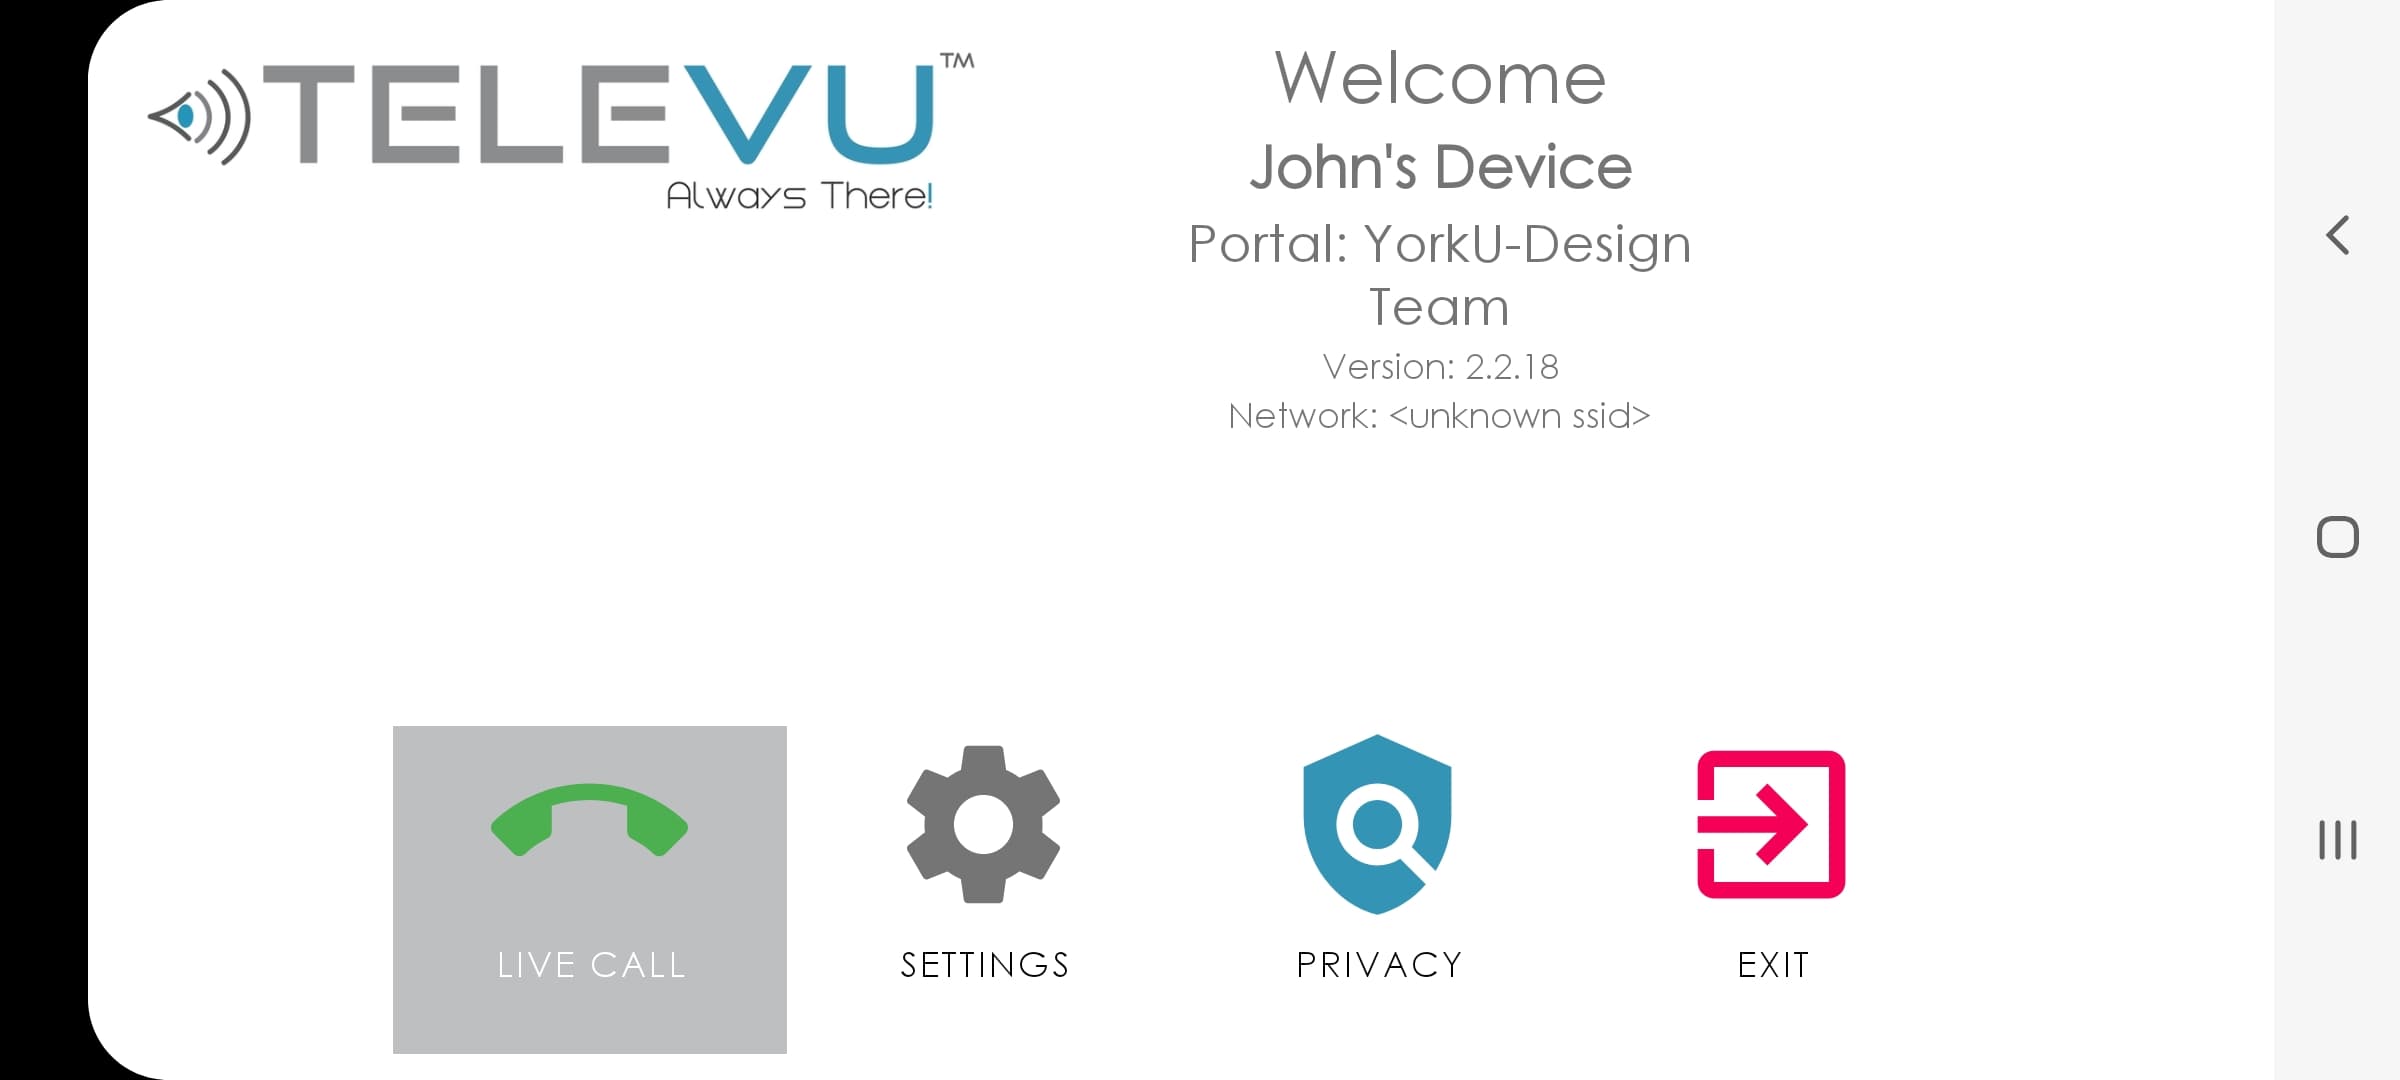 TELEVU™
Always There!
Welcome
John's Device
Portal: YorkU-Design
Team
Version: 2.2.18
Network: <unknown ssid>
LIVE CALL
SETTINGS
PRIVACY
EXIT